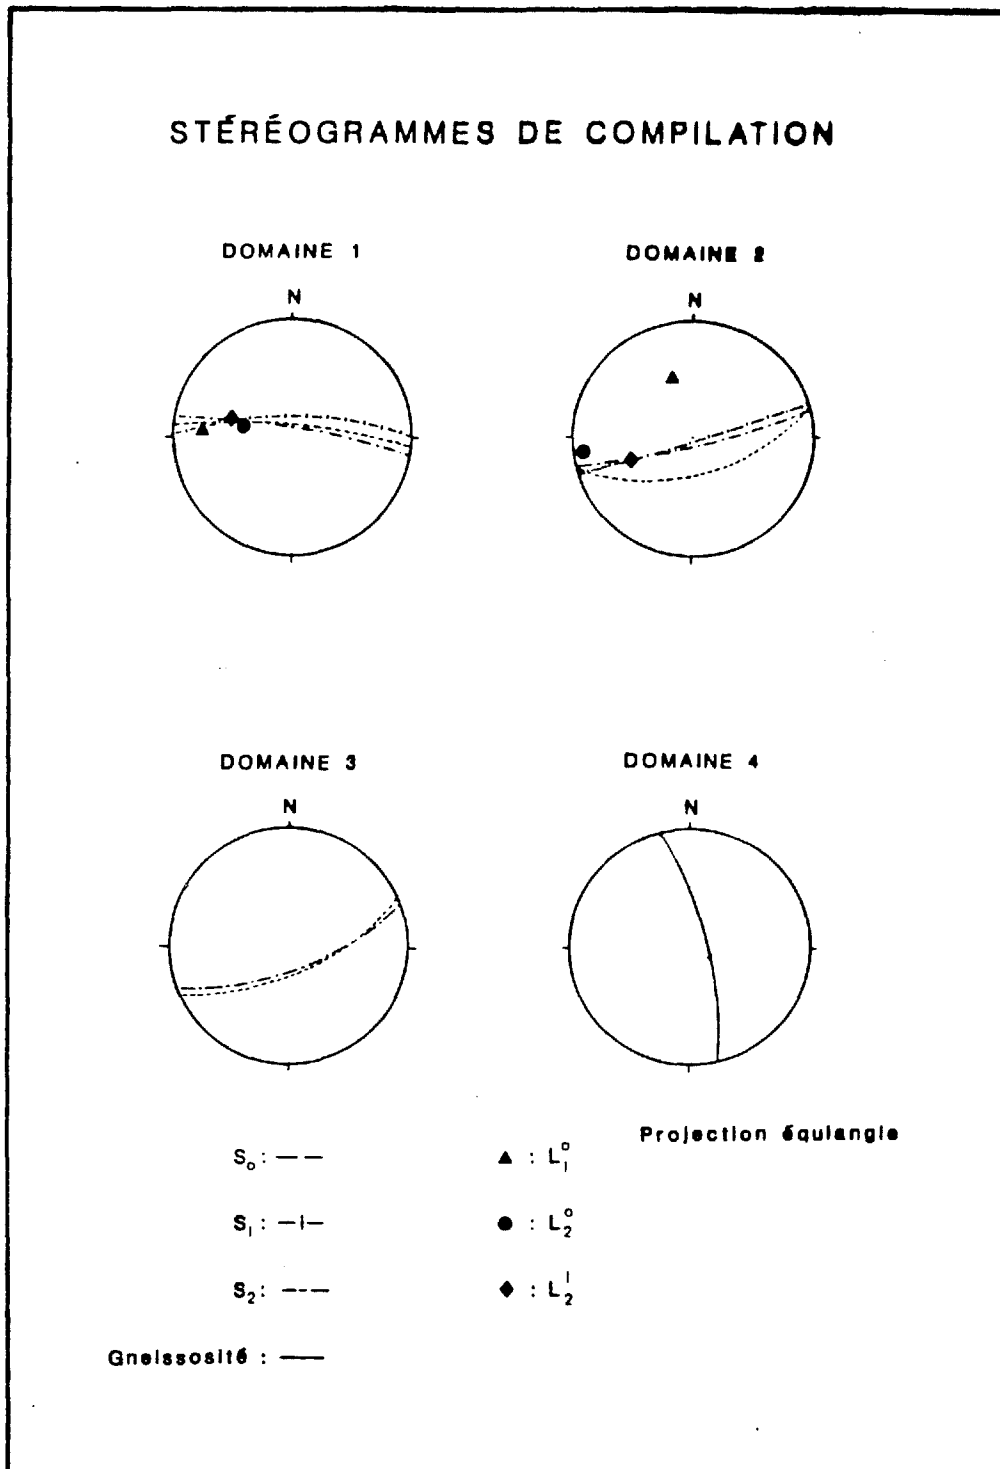 STÉRÉOGRAMMES DE COMPILATION
DOMAINE 1
DOMAINE 2
N
N
DOMAINE 3
DOMAINE 4
N
N
Projection équiangle
S₀ : — —
▲ : L₁⁰
S₁ : —ı—
● : L₂⁰
S₂ : ----
◆ : L₂¹
Gneissosité : ——